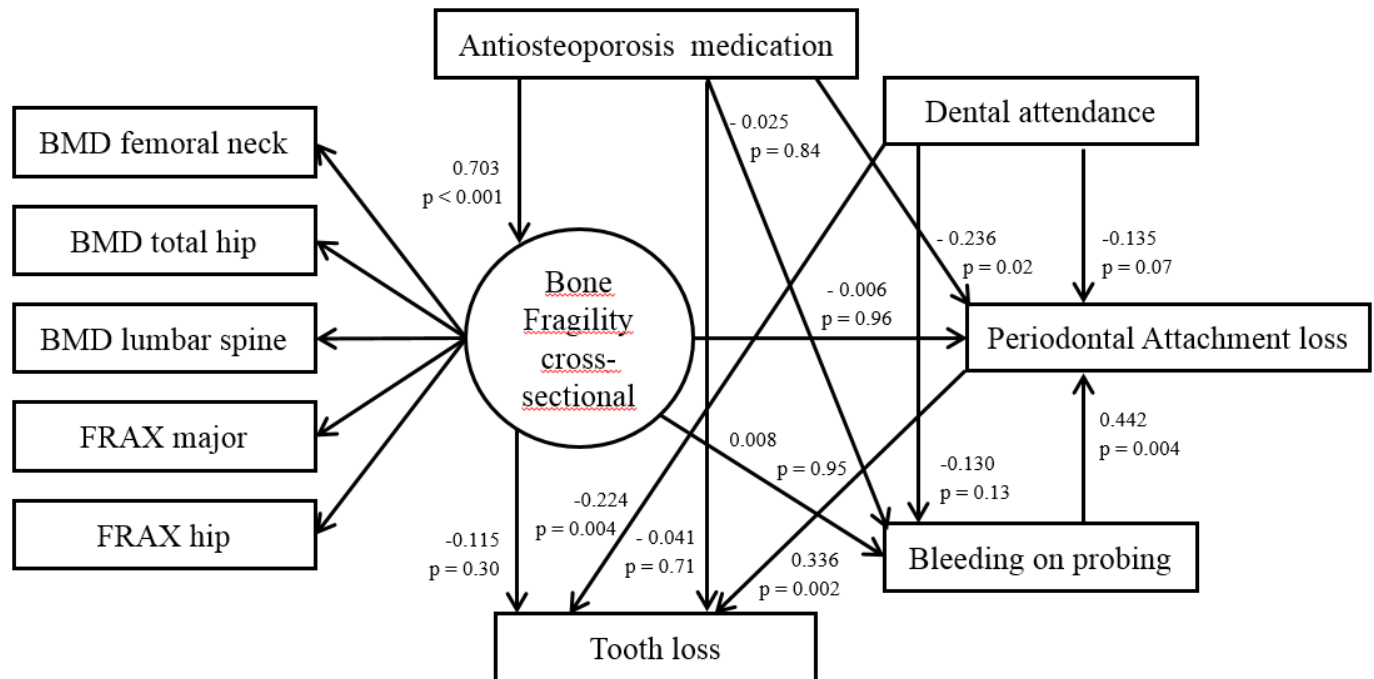 Antiosteoporosis medication
Dental attendance
BMD femoral neck
- 0.025
p = 0.84
0.703
p < 0.001
BMD total hip
- 0.236
p = 0.02
-0.135
p = 0.07
Bone
Fragility
cross-
sectional
- 0.006
p = 0.96
BMD lumbar spine
Periodontal Attachment loss
FRAX major
0.442
p = 0.004
0.008
p = 0.95
-0.130
p = 0.13
-0.224
p = 0.004
FRAX hip
-0.115
p = 0.30
- 0.041
p = 0.71
0.336
p = 0.002
Bleeding on probing
Tooth loss